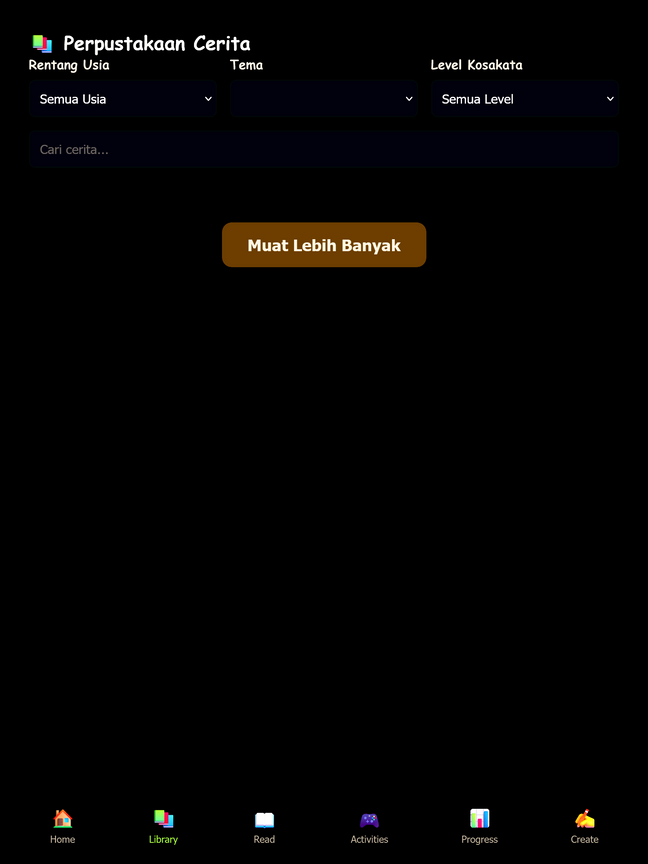 Perpustakaan Cerita
Rentang Usia Tema Level Kosakata
Semua Usia Semua Level
Cari cerita...
Muat Lebih Banyak
Home Library Read Activities Progress Create